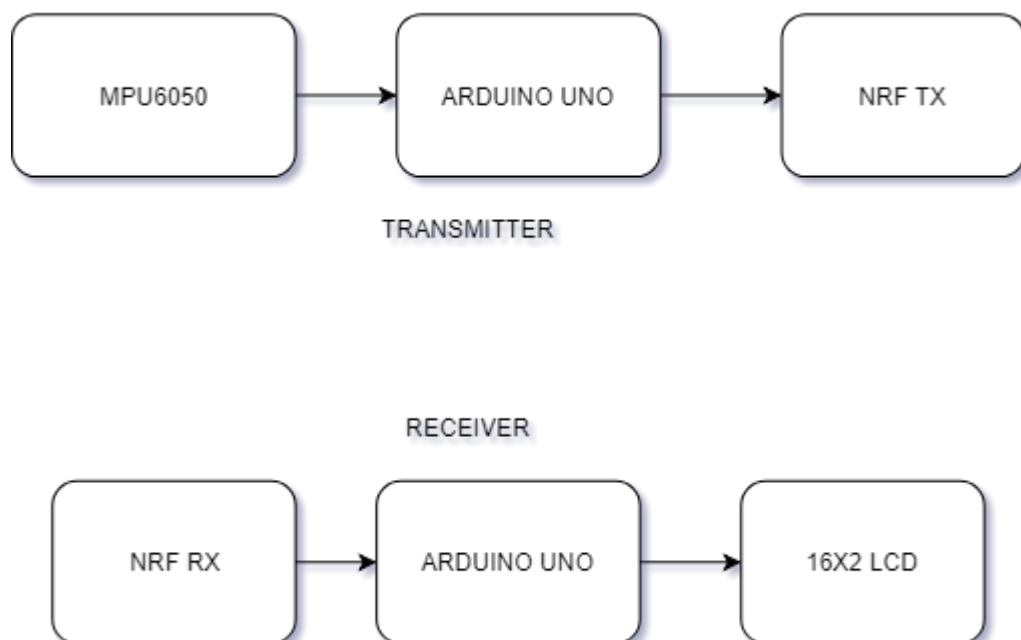 MPU6050
ARDUINO UNO
NRF TX
TRANSMITTER
RECEIVER
NRF RX
ARDUINO UNO
16X2 LCD